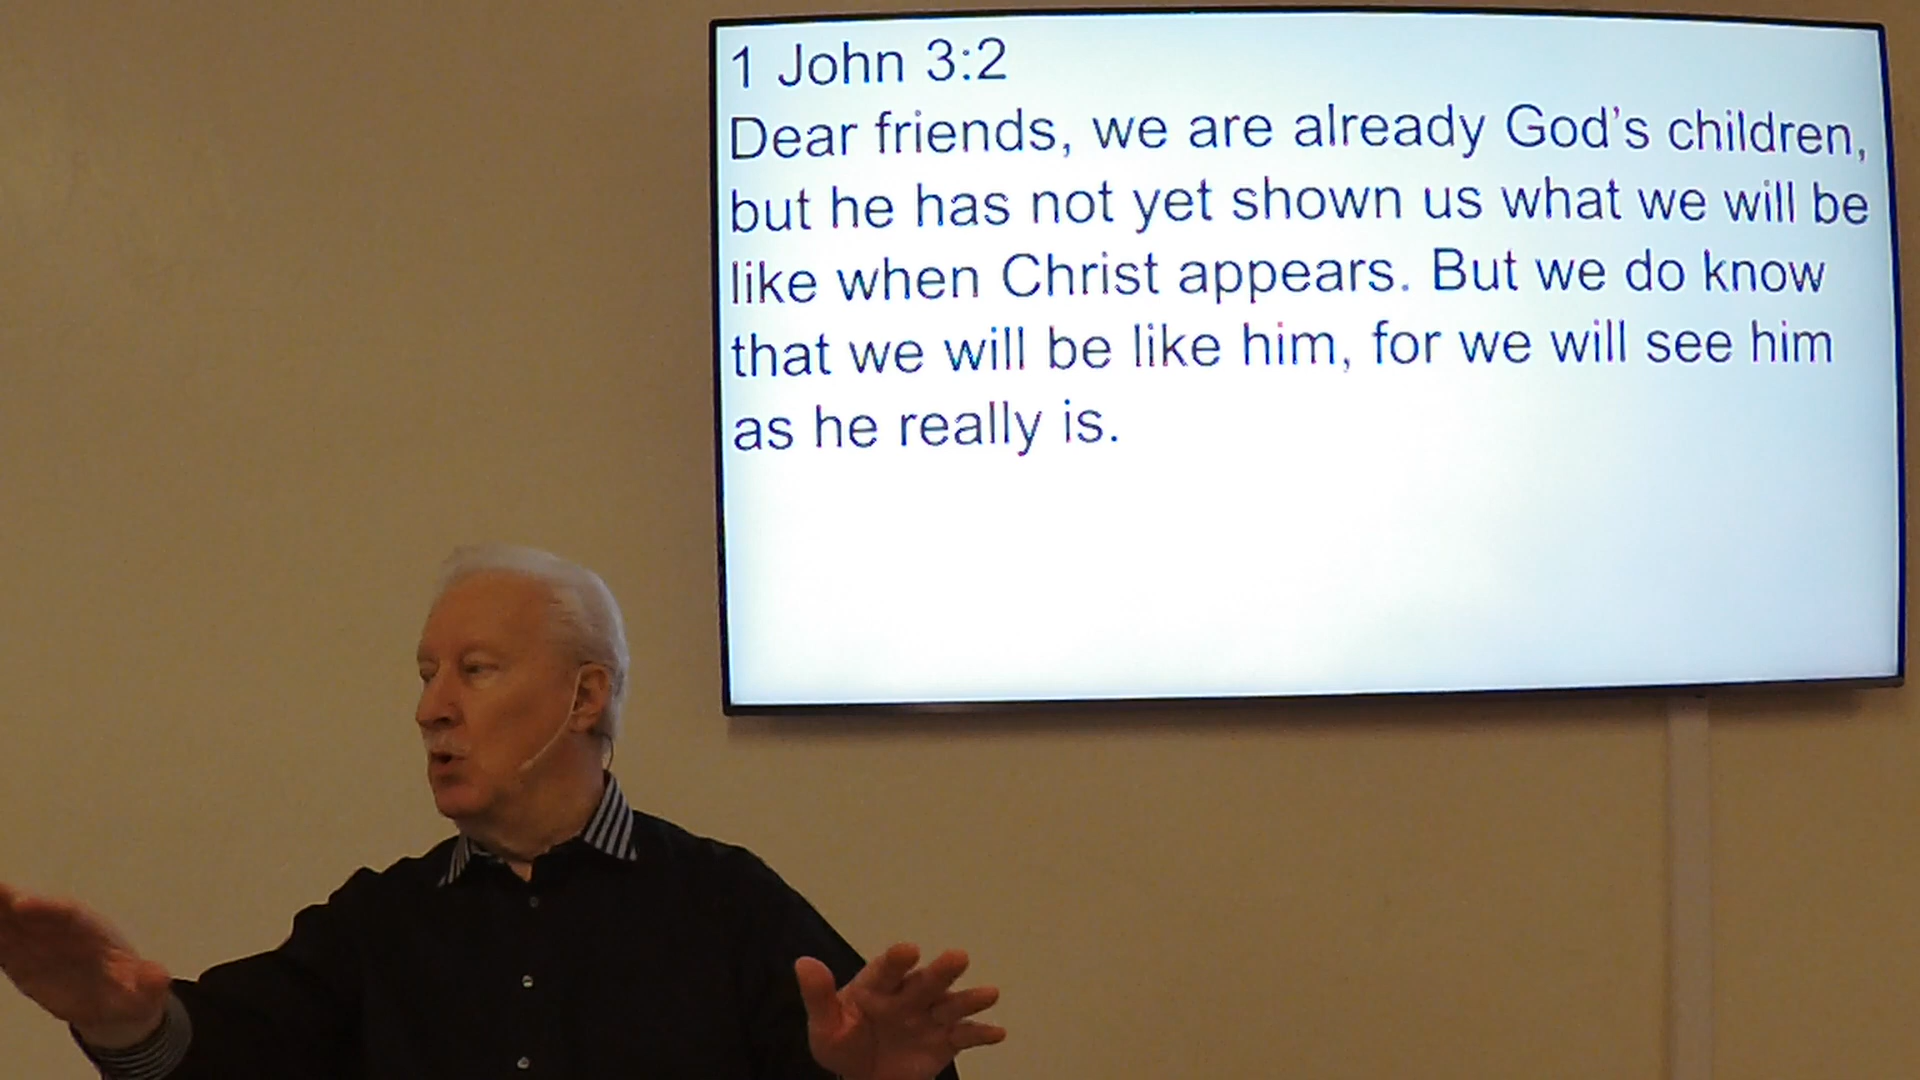 1 John 3:2
Dear friends, we are already God's children,
but he has not yet shown us what we will be
like when Christ appears. But we do know
that we will be like him, for we will see him
as he really is.